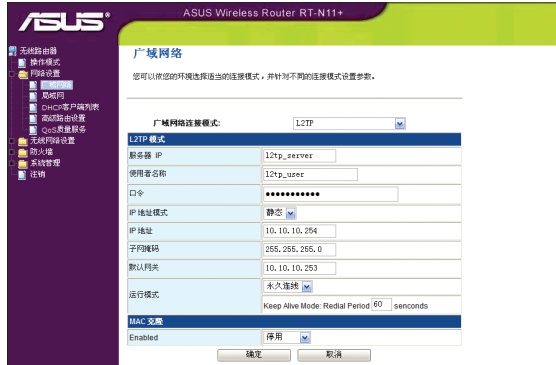 ASUS
ASUS Wireless Router RT-N11+
无线路由器
操作模式
网络设置
广域网络
局域网
DHCP客户端列表
高级路由设置
QoS质量服务
无线网络设置
防火墙
系统管理
注销
广域网络
您可以依您的环境选择适当的连接模式，并针对不同的连接模式设置参数。
广域网络连接模式: L2TP
L2TP 模式
服务器 IP l2tp_server
使用者名称 l2tp_user
口令 ●●●●●●●●●●●
IP 地址模式 静态
IP 地址 10.10.10.254
子网掩码 255.255.255.0
默认网关 10.10.10.253
运行模式 永久连线
Keep Alive Mode: Redial Period 60 senconds
MAC 克隆
Enabled 停用
确定 取消